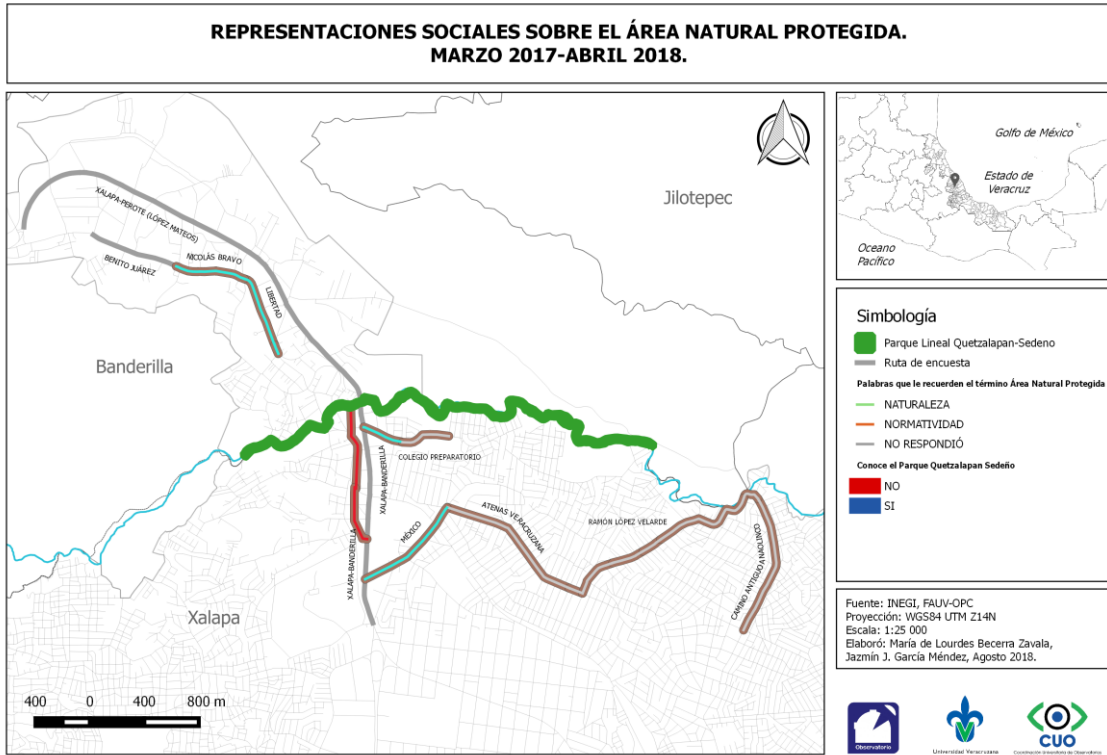 REPRESENTACIONES SOCIALES SOBRE EL ÁREA NATURAL PROTEGIDA.
MARZO 2017-ABRIL 2018.
Jilotepec
XALAPA-PEROTE (LÓPEZ MATEOS)
NICOLÁS BRAVO
BENITO JUÁREZ
LIBERTAD
Banderilla
COLEGIO PREPARATORIO
XALAPA-BANDERILLA
XALAPA-BANDERILLA
MÉXICO
ATENAS VERACRUZANA
RAMÓN LÓPEZ VELARDE
CAMINO ANTIGUO A NAOLINCO
Xalapa
400 0 400 800 m
Golfo de México
Estado de
Veracruz
Oceano
Pacífico
Simbología
Parque Lineal Quetzalapan-Sedeno
Ruta de encuesta
Palabras que le recuerden el término Área Natural Protegida
NATURALEZA
NORMATIVIDAD
NO RESPONDIÓ
Conoce el Parque Quetzalapan Sedeño
NO
SI
Fuente: INEGI, FAUV-OPC
Proyección: WGS84 UTM Z14N
Escala: 1:25 000
Elaboró: María de Lourdes Becerra Zavala,
Jazmín J. García Méndez, Agosto 2018.
Observatorio
Universidad Veracruzana
CUO
Coordinación Universitaria de Observatorios